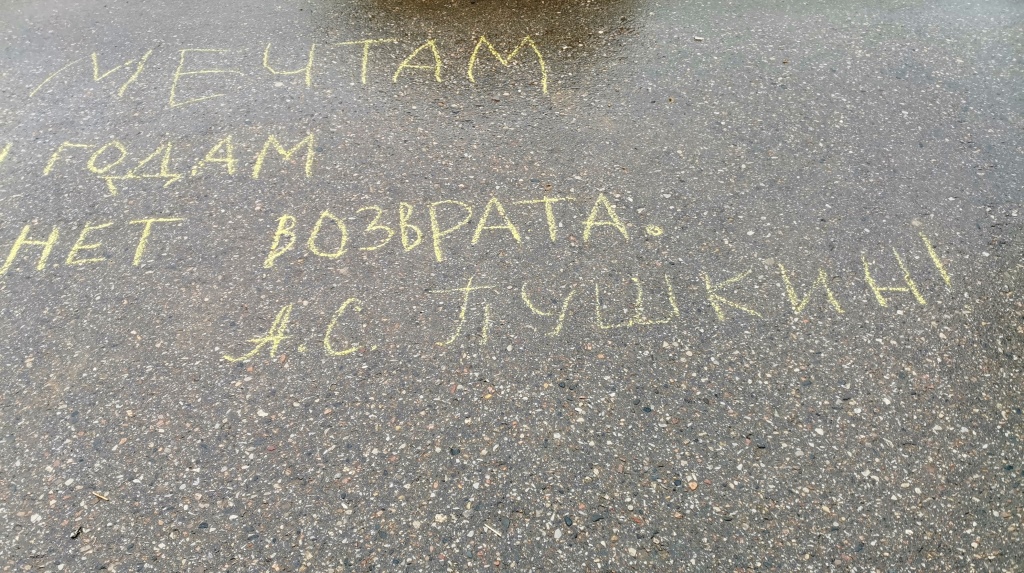 МЕЧТАМ
И ГОДАМ
НЕТ ВОЗВРАТА.
А.С ПУШКИН!